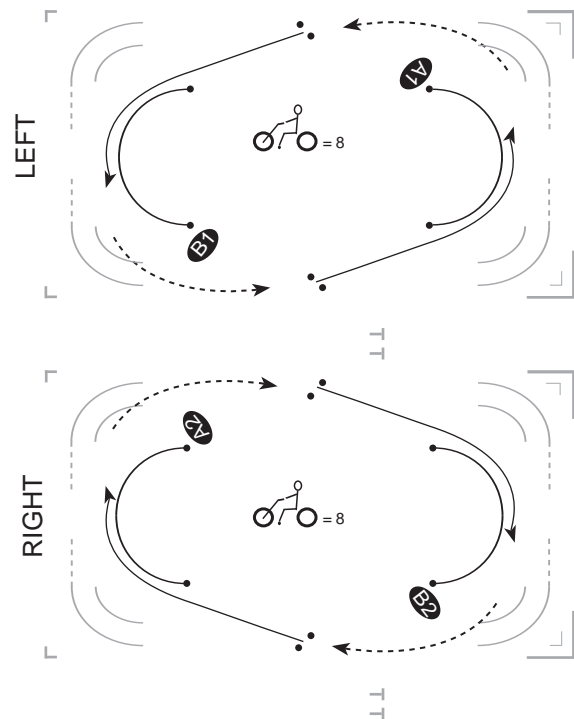 LEFT
A1
= 8
B1
RIGHT
A2
= 8
B2